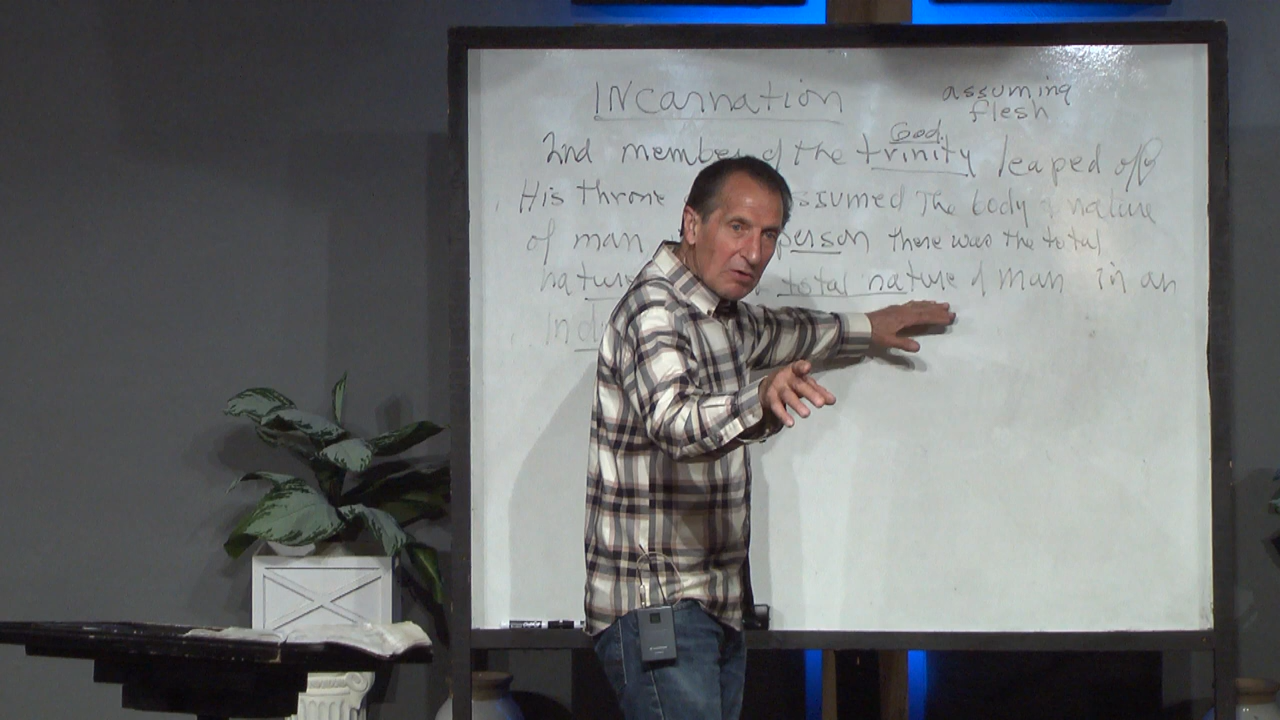 INcarnation
assuming
flesh
God.
2nd member of the trinity leaped off
His throne assumed The body & nature
of man person there was the total
nature total nature of man in an